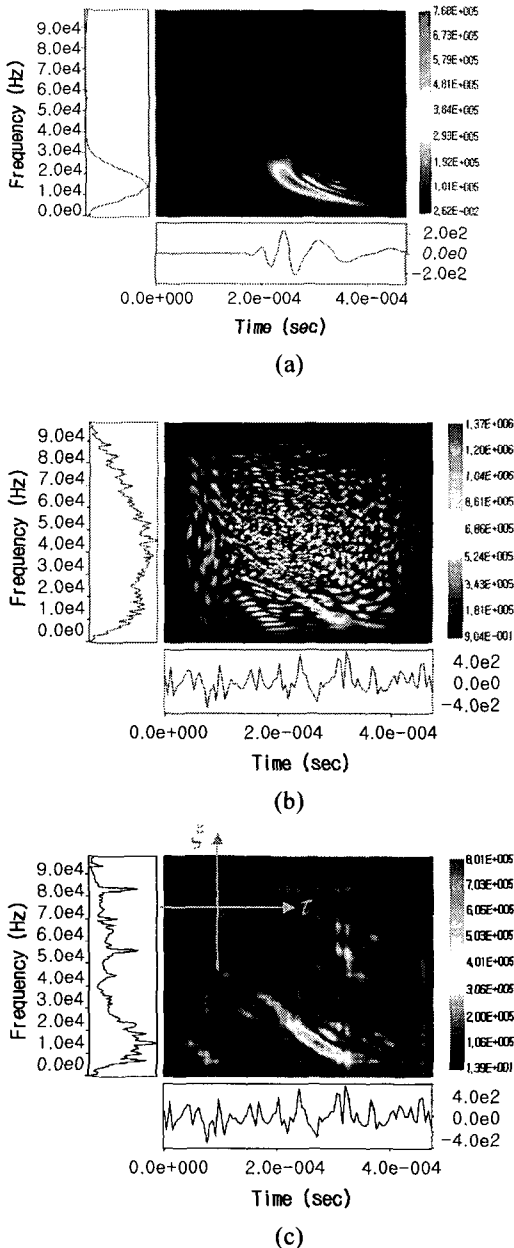 9.0e4
8.0e4
7.0e4
6.0e4
5.0e4
4.0e4
3.0e4
2.0e4
1.0e4
0.0e0
Frequency (Hz)
7.68E+005
6.73E+005
5.79E+005
4.81E+005
3.84E+005
2.99E+005
1.92E+005
1.01E+005
2.62E-002
2.0e2
0.0e0
-2.0e2
0.0e+000 2.0e-004 4.0e-004
Time (sec)
(a)
9.0e4
8.0e4
7.0e4
6.0e4
5.0e4
4.0e4
3.0e4
2.0e4
1.0e4
0.0e0
Frequency (Hz)
1.37E+006
1.20E+006
1.04E+006
8.61E+005
6.86E+005
5.24E+005
3.43E+005
1.81E+005
9.04E-001
4.0e2
0.0e0
-4.0e2
0.0e+000 2.0e-004 4.0e-004
Time (sec)
(b)
ξ
τ
9.0e4
8.0e4
7.0e4
6.0e4
5.0e4
4.0e4
3.0e4
2.0e4
1.0e4
0.0e0
Frequency (Hz)
8.01E+005
7.03E+005
6.05E+005
5.03E+005
4.01E+005
3.06E+005
2.00E+005
1.06E+005
1.39E+001
4.0e2
0.0e0
-4.0e2
0.0e+000 2.0e-004 4.0e-004
Time (sec)
(c)